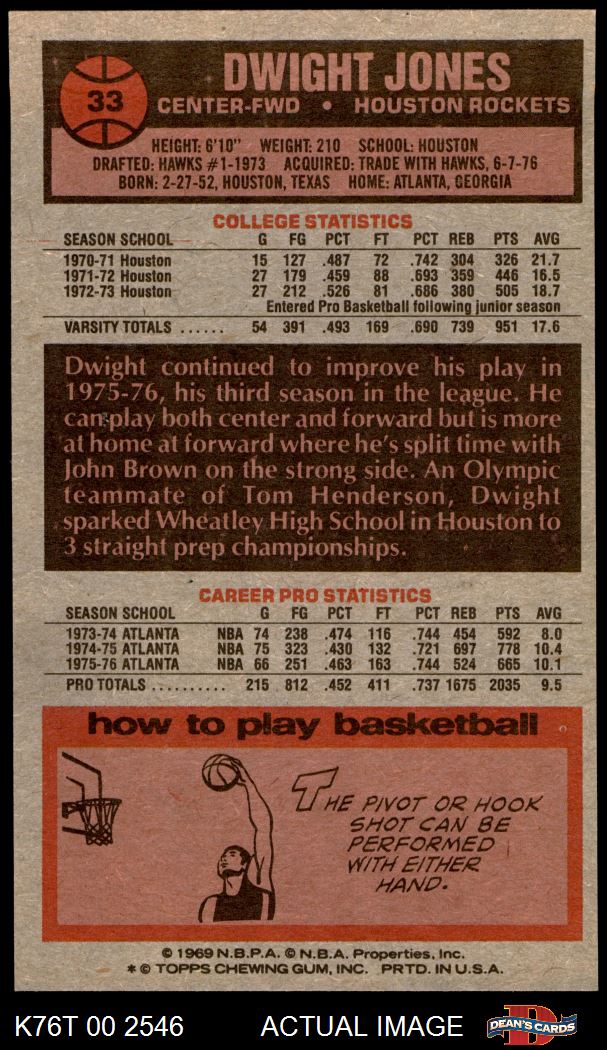 33
DWIGHT JONES
CENTER-FWD • HOUSTON ROCKETS
HEIGHT: 6'10" WEIGHT: 210 SCHOOL: HOUSTON
DRAFTED: HAWKS #1-1973 ACQUIRED: TRADE WITH HAWKS, 6-7-76
BORN: 2-27-52, HOUSTON, TEXAS HOME: ATLANTA, GEORGIA
COLLEGE STATISTICS
SEASON SCHOOL G FG PCT FT PCT REB PTS AVG
1970-71 Houston 15 127 .487 72 .742 304 326 21.7
1971-72 Houston 27 179 .459 88 .693 359 446 16.5
1972-73 Houston 27 212 .526 81 .686 380 505 18.7
Entered Pro Basketball following junior season
VARSITY TOTALS ...... 54 391 .493 169 .690 739 951 17.6
Dwight continued to improve his play in
1975-76, his third season in the league. He
can play both center and forward but is more
at home at forward where he's split time with
John Brown on the strong side. An Olympic
teammate of Tom Henderson, Dwight
sparked Wheatley High School in Houston to
3 straight prep championships.
CAREER PRO STATISTICS
SEASON SCHOOL G FG PCT FT PCT REB PTS AVG
1973-74 ATLANTA NBA 74 238 .474 116 .744 454 592 8.0
1974-75 ATLANTA NBA 75 323 .430 132 .721 697 778 10.4
1975-76 ATLANTA NBA 66 251 .463 163 .744 524 665 10.1
PRO TOTALS .......... 215 812 .452 411 .737 1675 2035 9.5
how to play basketball
THE PIVOT OR HOOK
SHOT CAN BE
PERFORMED
WITH EITHER
HAND.
© 1969 N.B.P.A. © N.B.A. Properties, Inc.
* © TOPPS CHEWING GUM, INC. PRTD. IN U.S.A.
K76T 00 2546 ACTUAL IMAGE DEAN'S CARDS